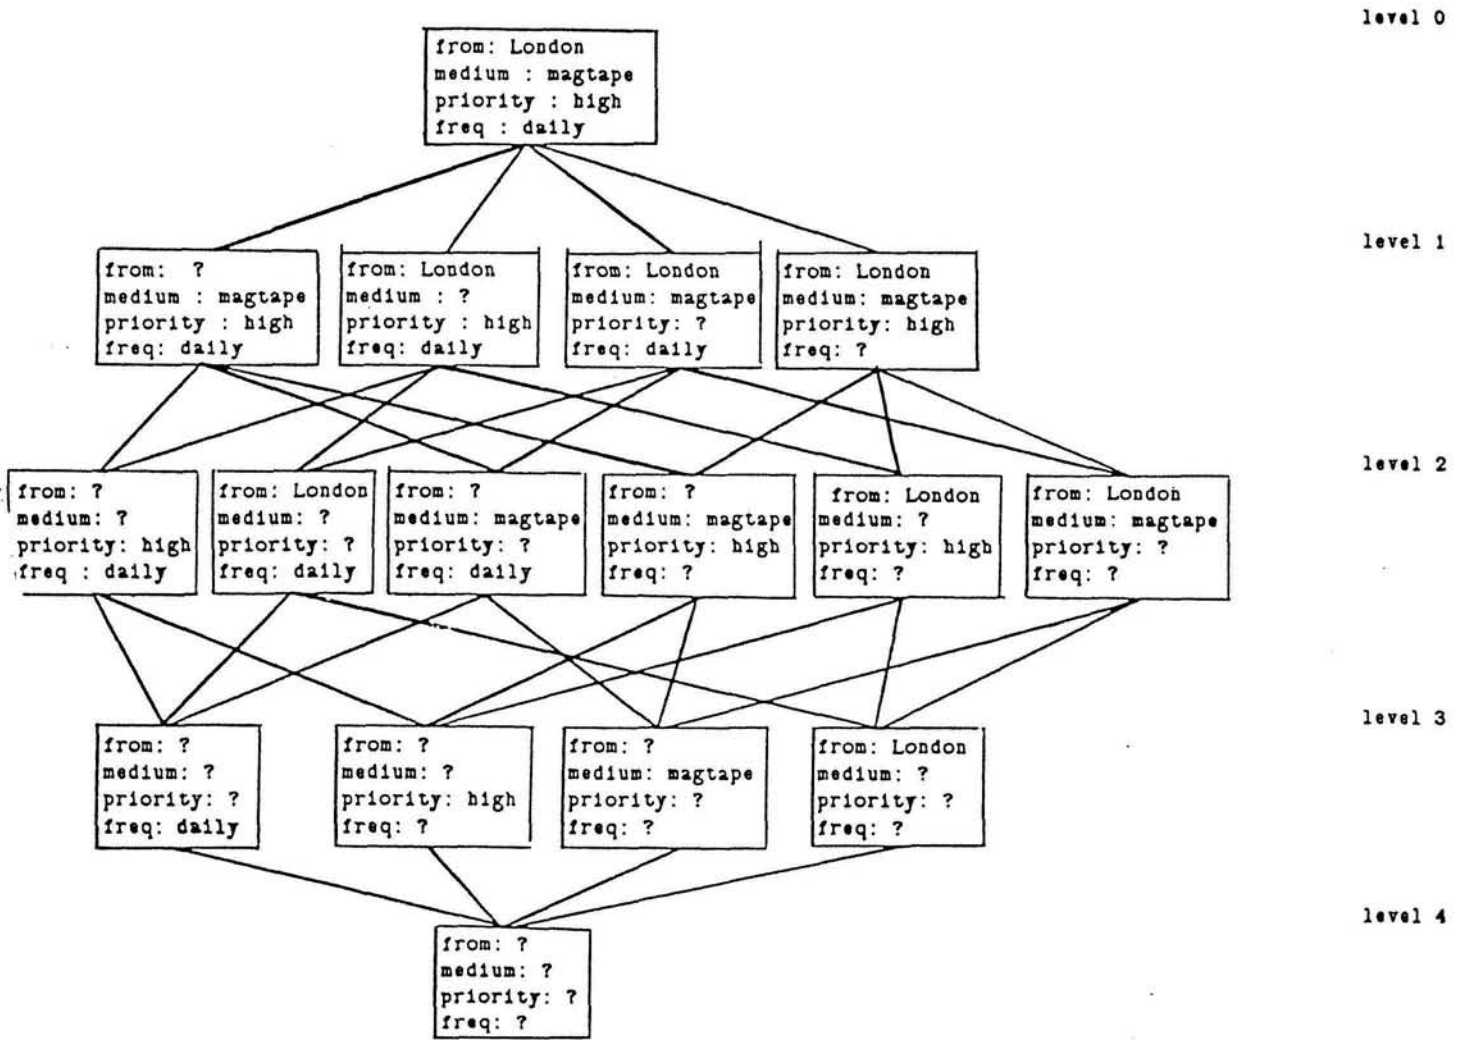 level 0
from: London
medium : magtape
priority : high
freq : daily
level 1
from: ?
medium : magtape
priority : high
freq: daily
from: London
medium : ?
priority : high
freq: daily
from: London
medium: magtape
priority: ?
freq: daily
from: London
medium: magtape
priority: high
freq: ?
level 2
from: ?
medium: ?
priority: high
freq : daily
from: London
medium: ?
priority: ?
freq: daily
from: ?
medium: magtape
priority: ?
freq: daily
from: ?
medium: magtape
priority: high
freq: ?
from: London
medium: ?
priority: high
freq: ?
from: London
medium: magtape
priority: ?
freq: ?
level 3
from: ?
medium: ?
priority: ?
freq: daily
from: ?
medium: ?
priority: high
freq: ?
from: ?
medium: magtape
priority: ?
freq: ?
from: London
medium: ?
priority: ?
freq: ?
level 4
from: ?
medium: ?
priority: ?
freq: ?